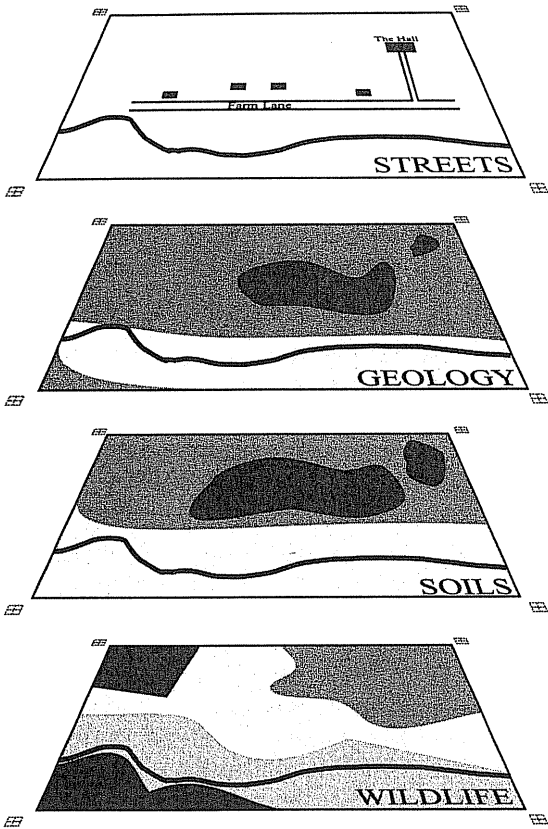 The Hall
Farm Lane
STREETS
GEOLOGY
SOILS
WILDLIFE